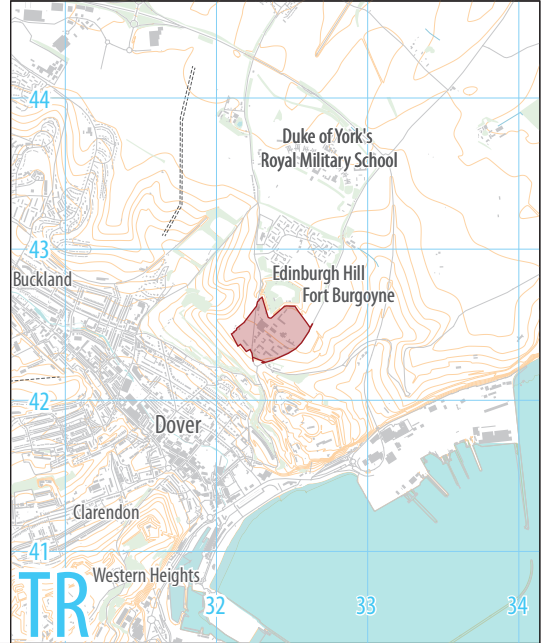 44
Duke of York's
Royal Military School
43
Buckland
Edinburgh Hill
Fort Burgoyne
42
Dover
Clarendon
41
TR
Western Heights
32
33
34